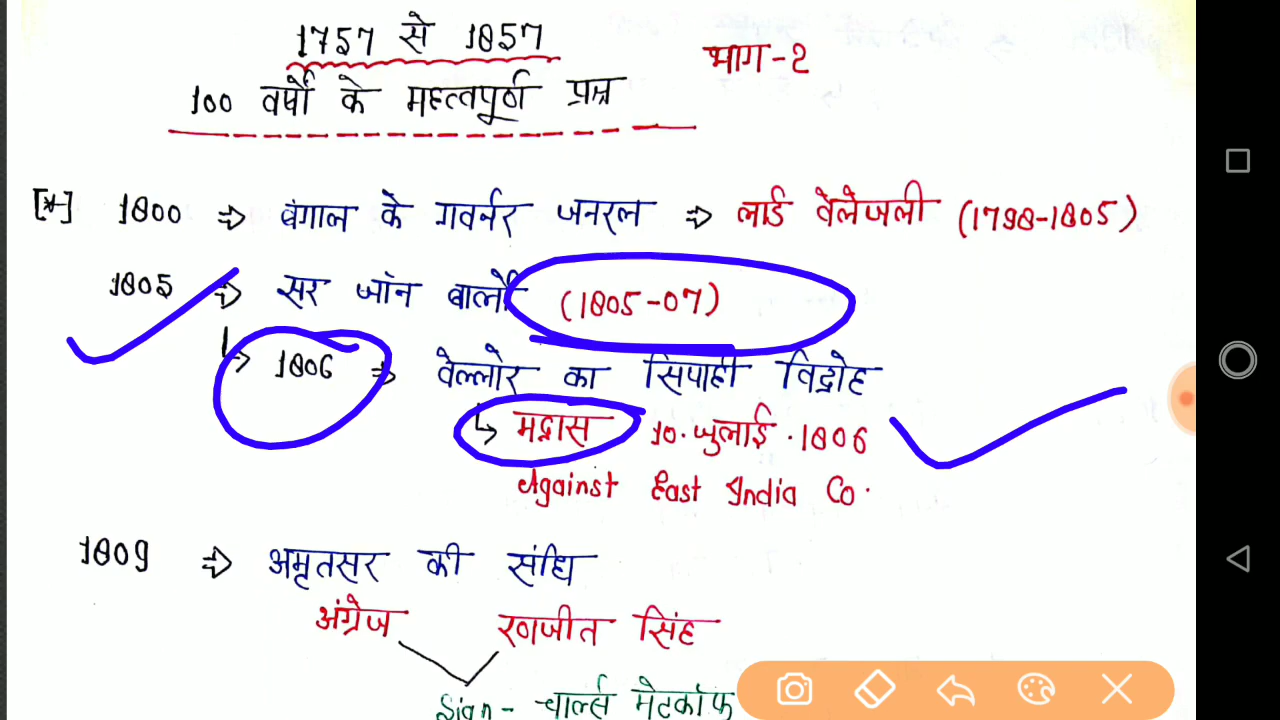 1757 से 1857
भाग-2
100 वर्षों के महत्वपूर्ण प्रश्न
[*] 1800 ⇒ बंगाल के गवर्नर जनरल ⇒ लार्ड वेलेजली (1798-1805)
1805 ⇒ सर जॉन बार्लो (1805-07)
↳ 1806 ⇒ वेल्लोर का सिपाही विद्रोह
↳ मद्रास 10.जुलाई.1806
Against East India Co.
1809 ⇒ अमृतसर की संधि
अंग्रेज रणजीत सिंह
Sign - चार्ल्स मेटकॉफ